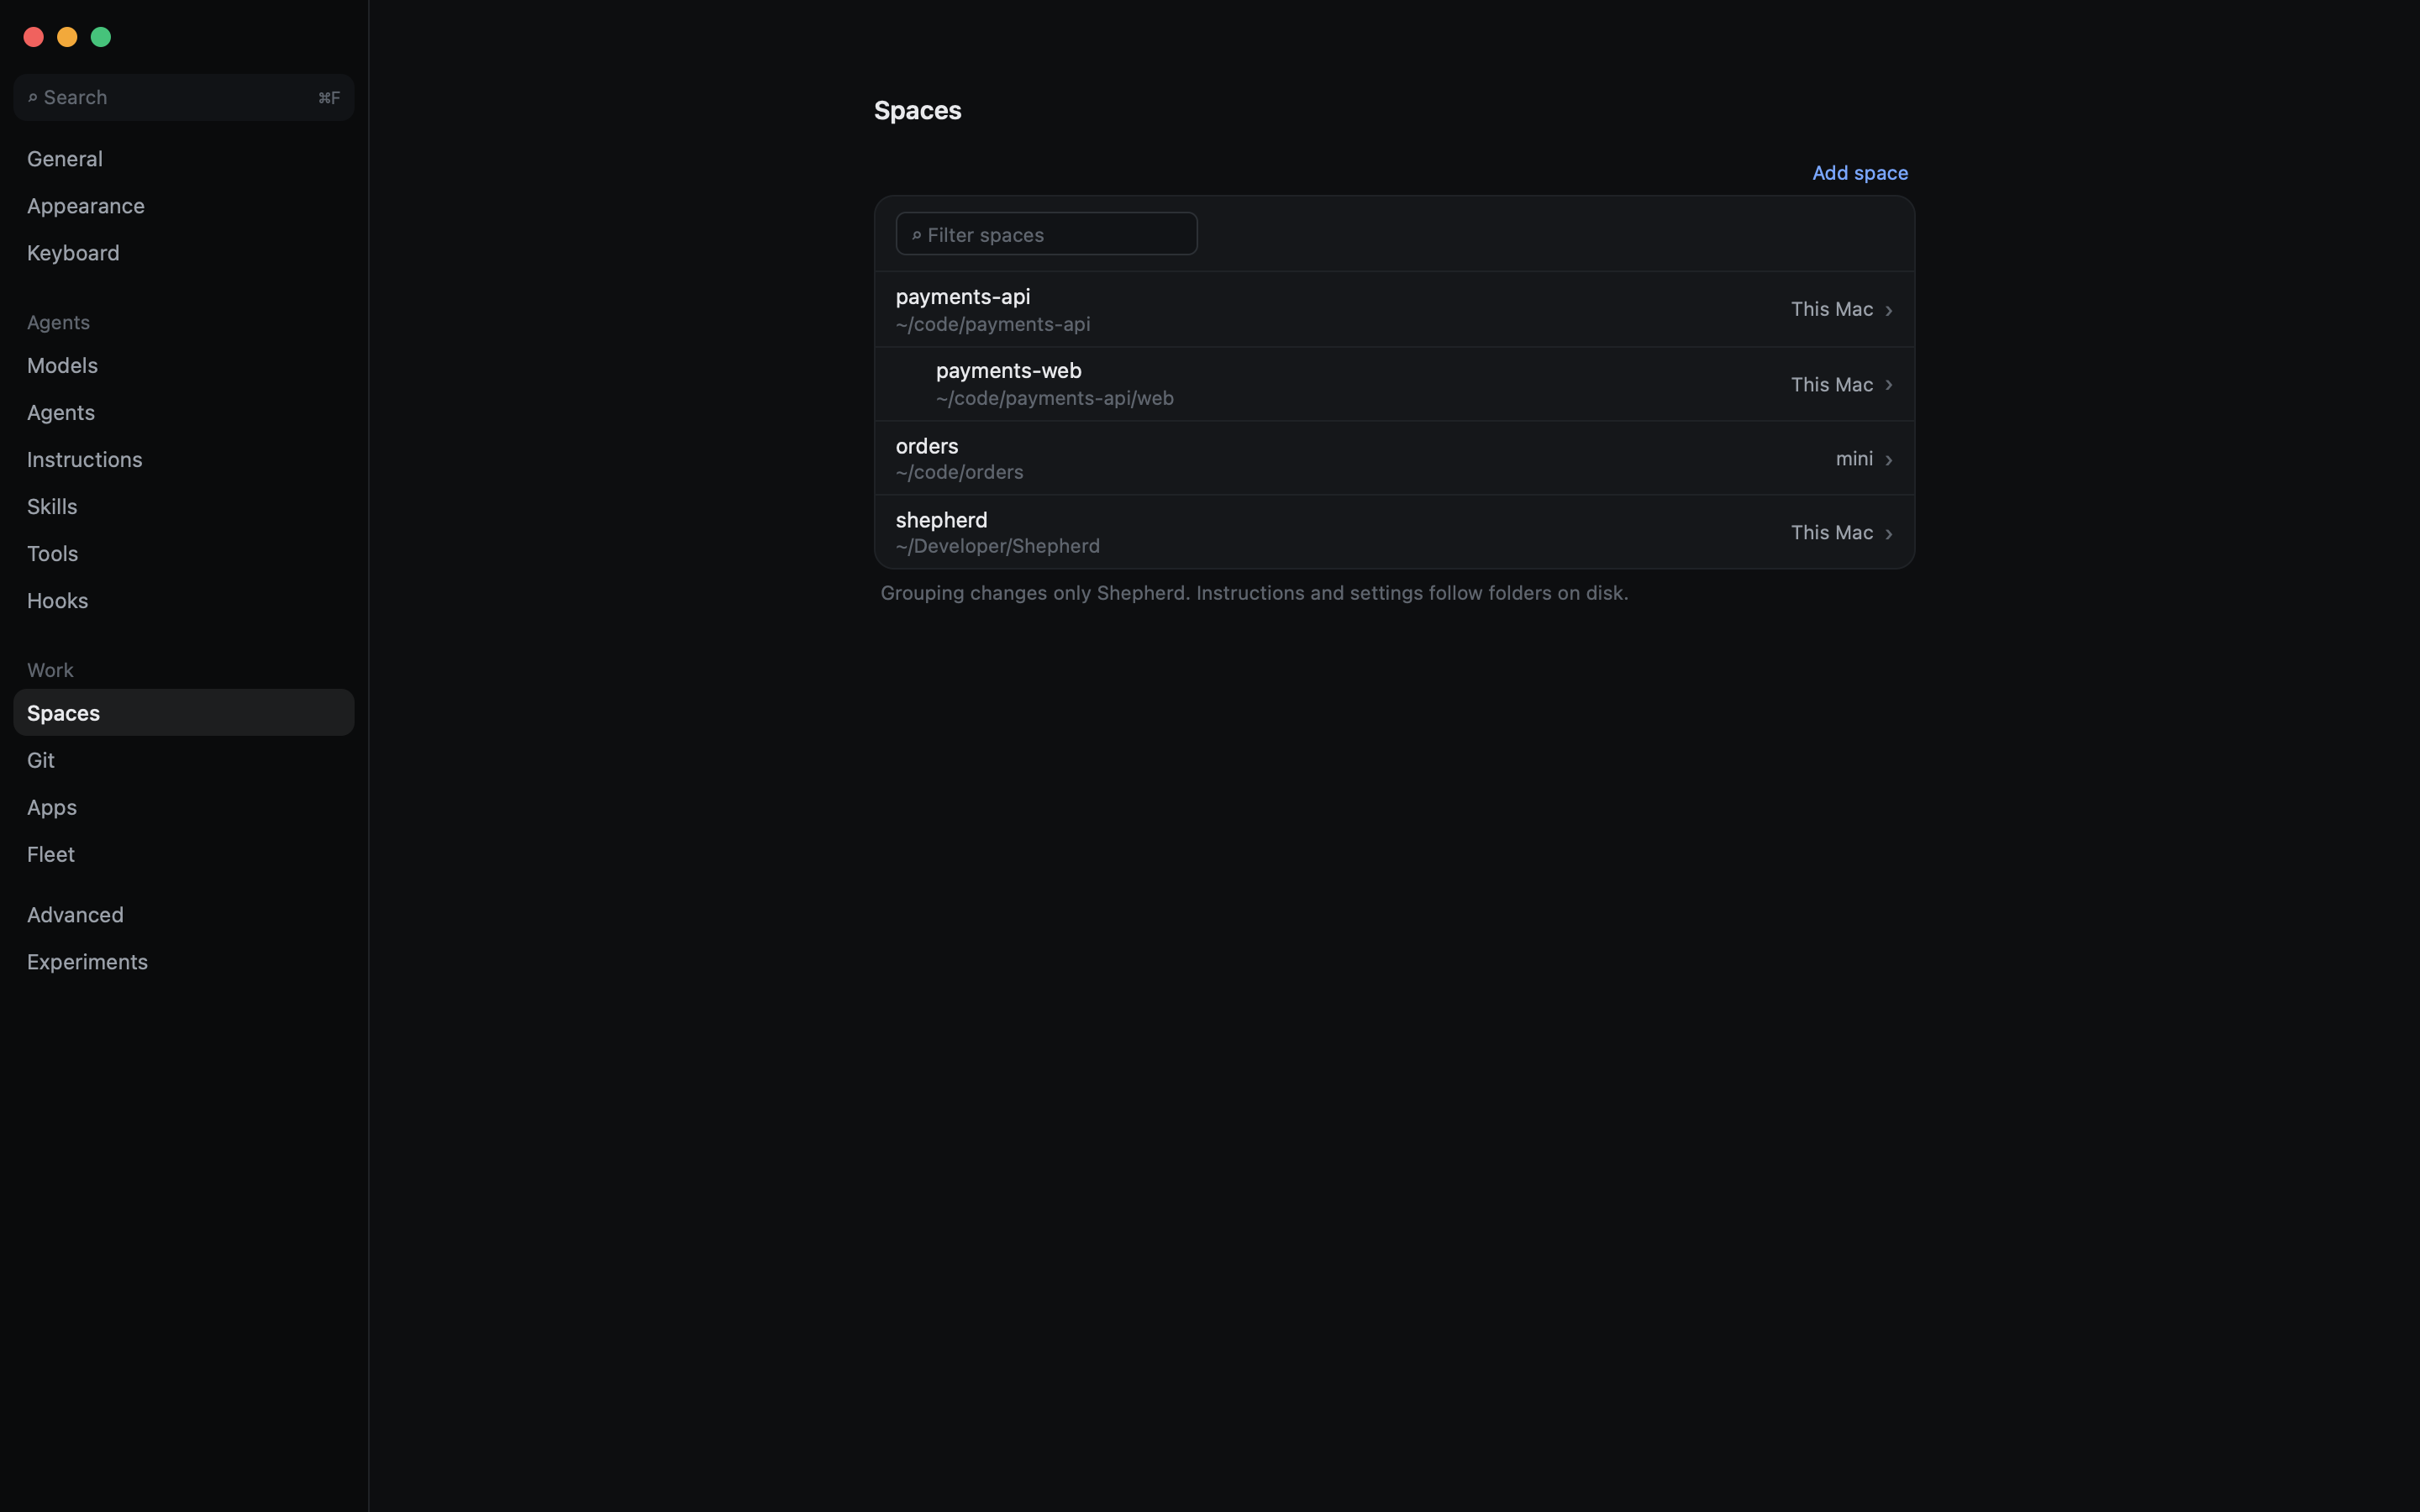 Search ⌘F
General
Appearance
Keyboard
Agents
Models
Agents
Instructions
Skills
Tools
Hooks
Work
Spaces
Git
Apps
Fleet
Advanced
Experiments
Spaces
Add space
Filter spaces
payments-api
~/code/payments-api
This Mac ›
payments-web
~/code/payments-api/web
This Mac ›
orders
~/code/orders
mini ›
shepherd
~/Developer/Shepherd
This Mac ›
Grouping changes only Shepherd. Instructions and settings follow folders on disk.